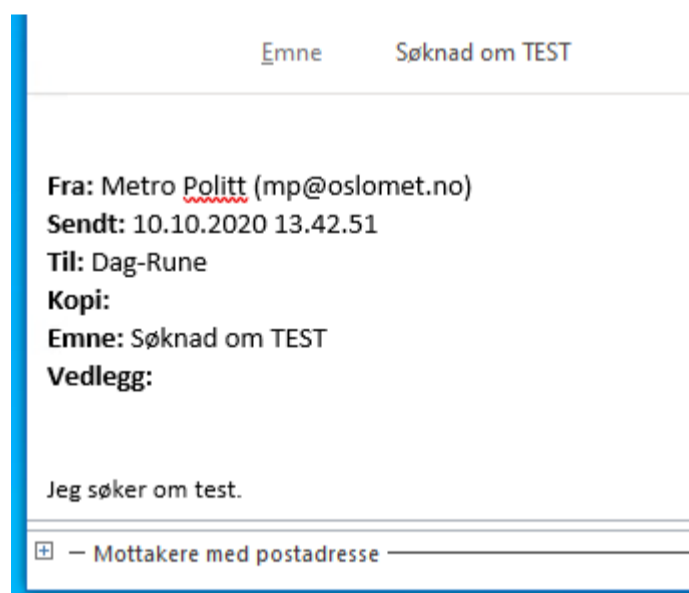 Emne Søknad om TEST
Fra: Metro Politt (mp@oslomet.no)
Sendt: 10.10.2020 13.42.51
Til: Dag-Rune
Kopi:
Emne: Søknad om TEST
Vedlegg:
Jeg søker om test.
Mottakere med postadresse